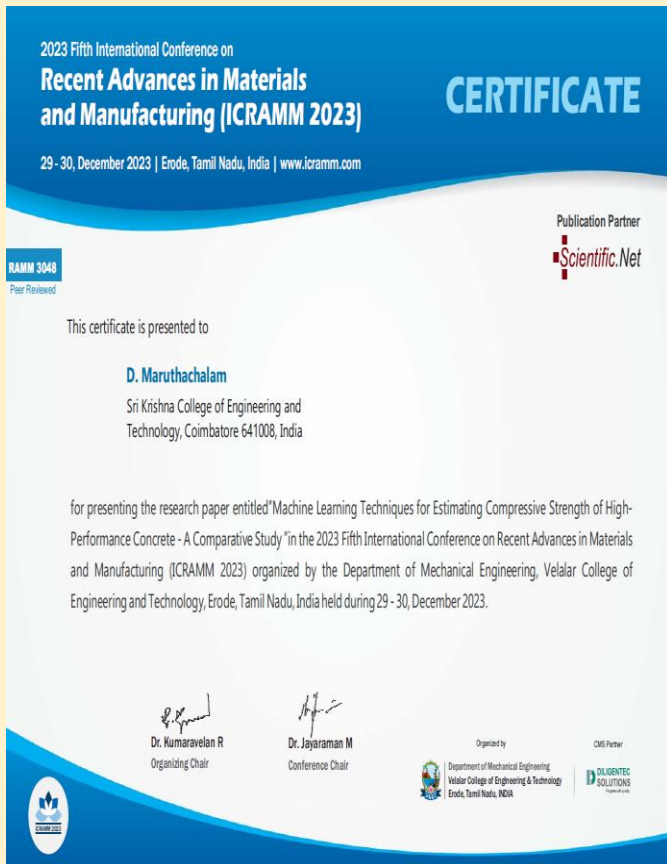 2023 Fifth International Conference on
Recent Advances in Materials
and Manufacturing (ICRAMM 2023)
CERTIFICATE
29 - 30, December 2023 | Erode, Tamil Nadu, India | www.icramm.com
Publication Partner
Scientific.Net
RAMM 3048
Peer Reviewed
This certificate is presented to
D. Maruthachalam
Sri Krishna College of Engineering and
Technology, Coimbatore 641008, India
for presenting the research paper entitled"Machine Learning Techniques for Estimating Compressive Strength of High-
Performance Concrete - A Comparative Study "in the 2023 Fifth International Conference on Recent Advances in Materials
and Manufacturing (ICRAMM 2023) organized by the Department of Mechanical Engineering, Velalar College of
Engineering and Technology, Erode, Tamil Nadu, India held during 29 - 30, December 2023.
Dr. Kumaravelan R
Organizing Chair
Dr. Jayaraman M
Conference Chair
Organized by
Department of Mechanical Engineering
Velalar College of Engineering & Technology
Erode, Tamil Nadu, INDIA
CMS Partner
DILIGENTEC
SOLUTIONS
ICRAMM 2023